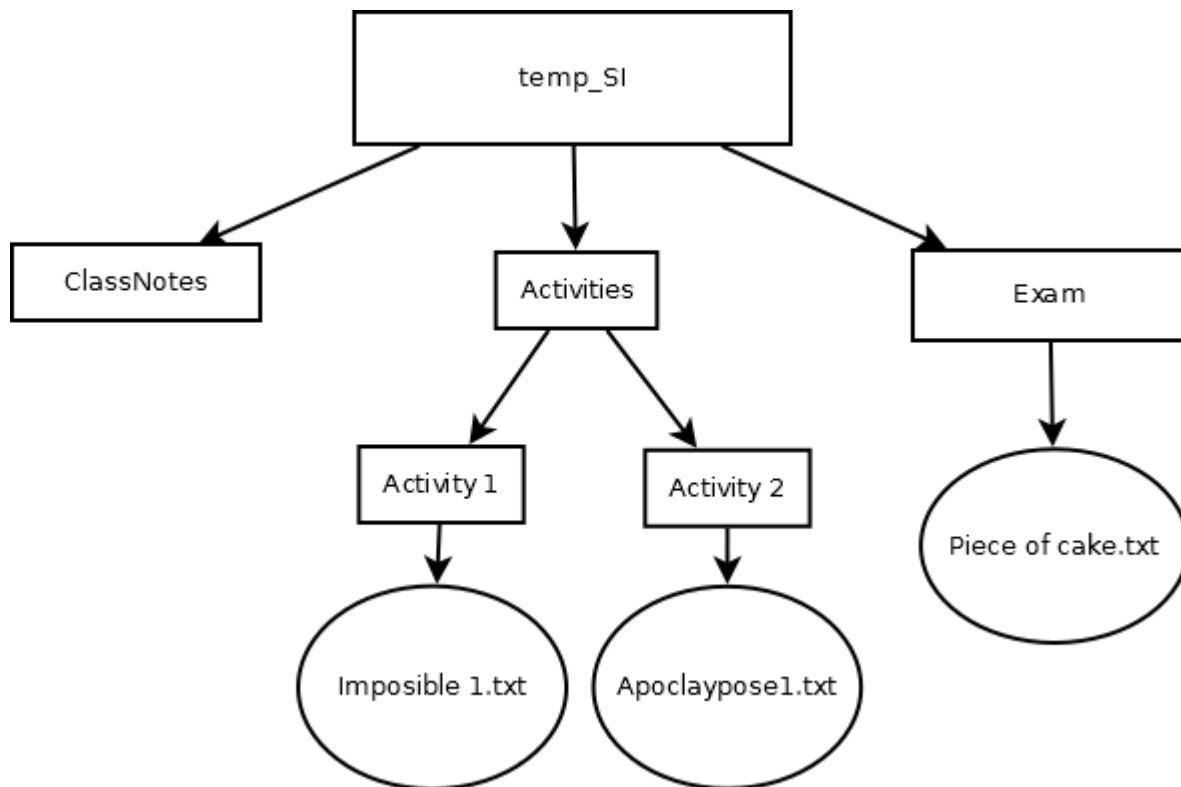 temp_SI
ClassNotes
Activities
Exam
Activity 1
Activity 2
Piece of cake.txt
Imposible 1.txt
Apoclaypose1.txt